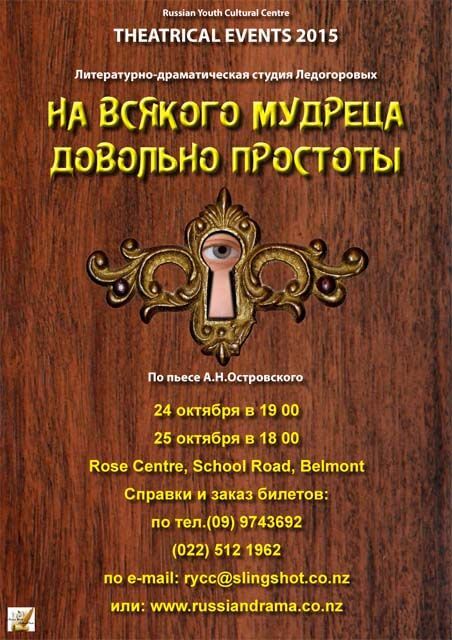 Russian Youth Cultural Centre
THEATRICAL EVENTS 2015
Литературно-драматическая студия Ледогоровых
НА ВСЯКОГО МУДРЕЦА
ДОВОЛЬНО ПРОСТОТЫ
По пьесе А.Н.Островского
24 октября в 19 00
25 октября в 18 00
Rose Centre, School Road, Belmont
Справки и заказ билетов:
по тел.(09) 9743692
(022) 512 1962
по e-mail: rycc@slingshot.co.nz
или: www.russiandrama.co.nz